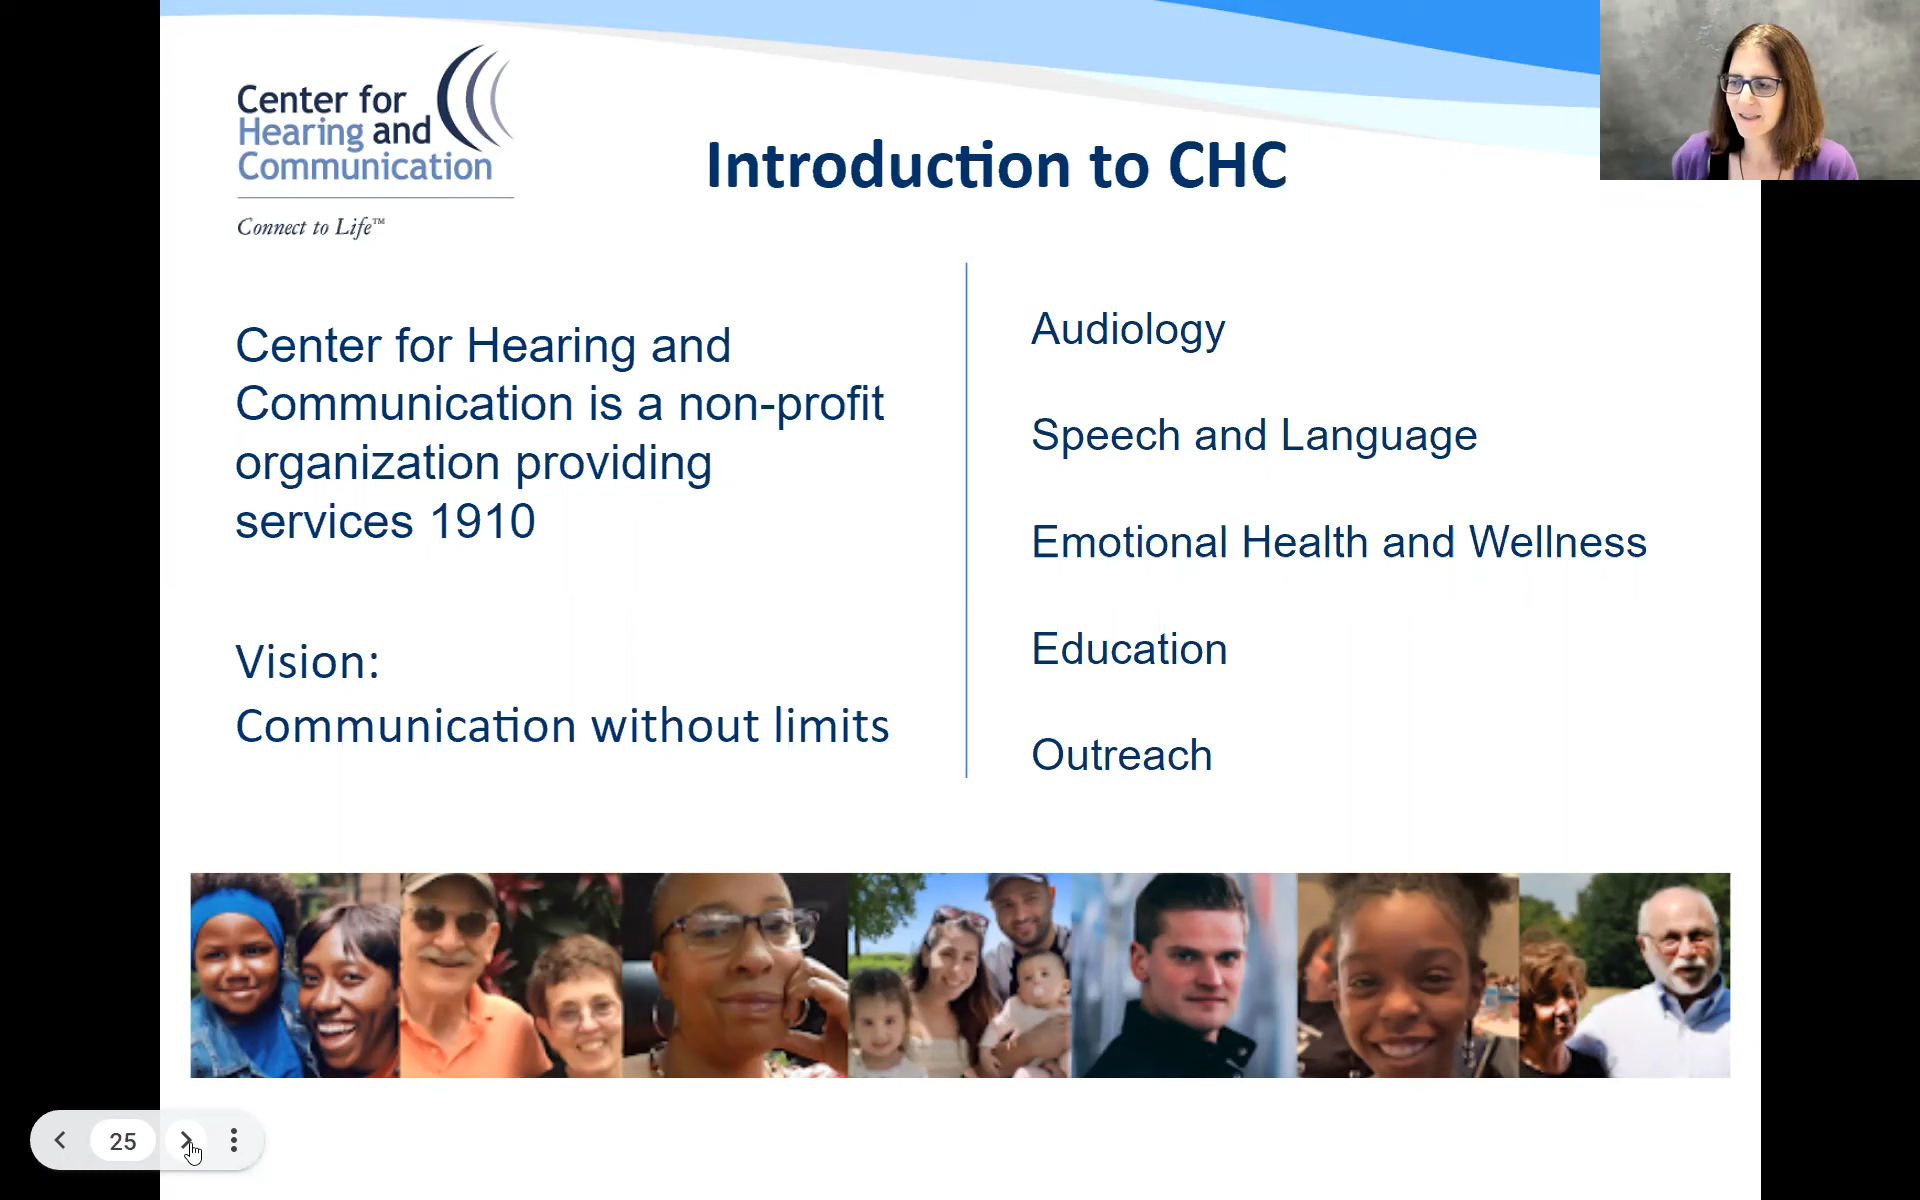 Center for
Hearing and
Communication
Connect to Life™
Introduction to CHC
Center for Hearing and
Communication is a non-profit
organization providing
services 1910
Vision:
Communication without limits
Audiology
Speech and Language
Emotional Health and Wellness
Education
Outreach
25